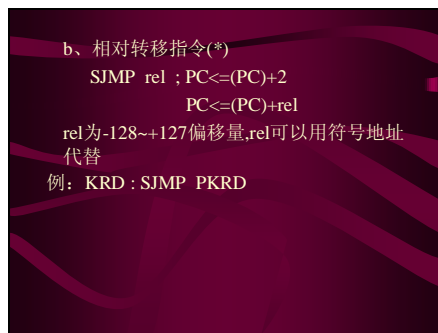 b、相对转移指令(*)
SJMP rel ; PC<=(PC)+2
PC<=(PC)+rel
rel为-128~+127偏移量,rel可以用符号地址
代替
例：KRD : SJMP PKRD